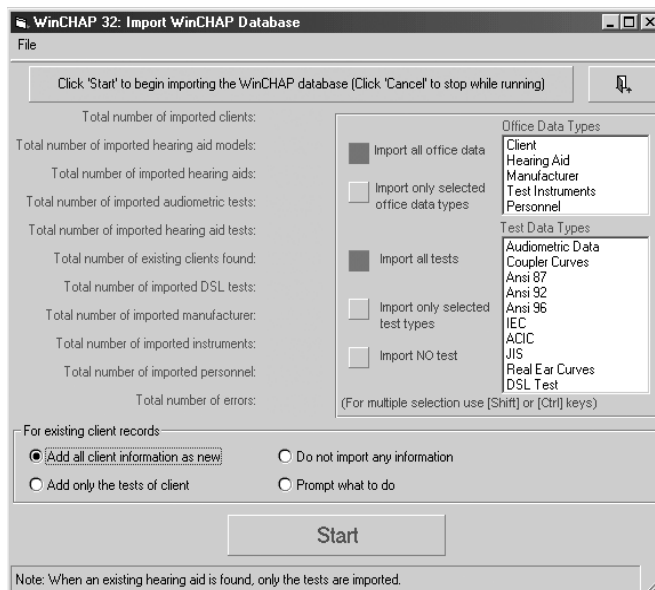 WinCHAP 32: Import WinCHAP Database
File
Click 'Start' to begin importing the WinCHAP database (Click 'Cancel' to stop while running)
Total number of imported clients:
Total number of imported hearing aid models:
Total number of imported hearing aids:
Total number of imported audiometric tests:
Total number of imported hearing aid tests:
Total number of existing clients found:
Total number of imported DSL tests:
Total number of imported manufacturer:
Total number of imported instruments:
Total number of imported personnel:
Total number of errors:
Import all office data
Import only selected
office data types
Office Data Types
Client
Hearing Aid
Manufacturer
Test Instruments
Personnel
Import all tests
Import only selected
test types
Import NO test
Test Data Types
Audiometric Data
Coupler Curves
Ansi 87
Ansi 92
Ansi 96
IEC
ACIC
JIS
Real Ear Curves
DSL Test
(For multiple selection use [Shift] or [Ctrl] keys)
For existing client records
Add all client information as new
Do not import any information
Add only the tests of client
Prompt what to do
Start
Note: When an existing hearing aid is found, only the tests are imported.